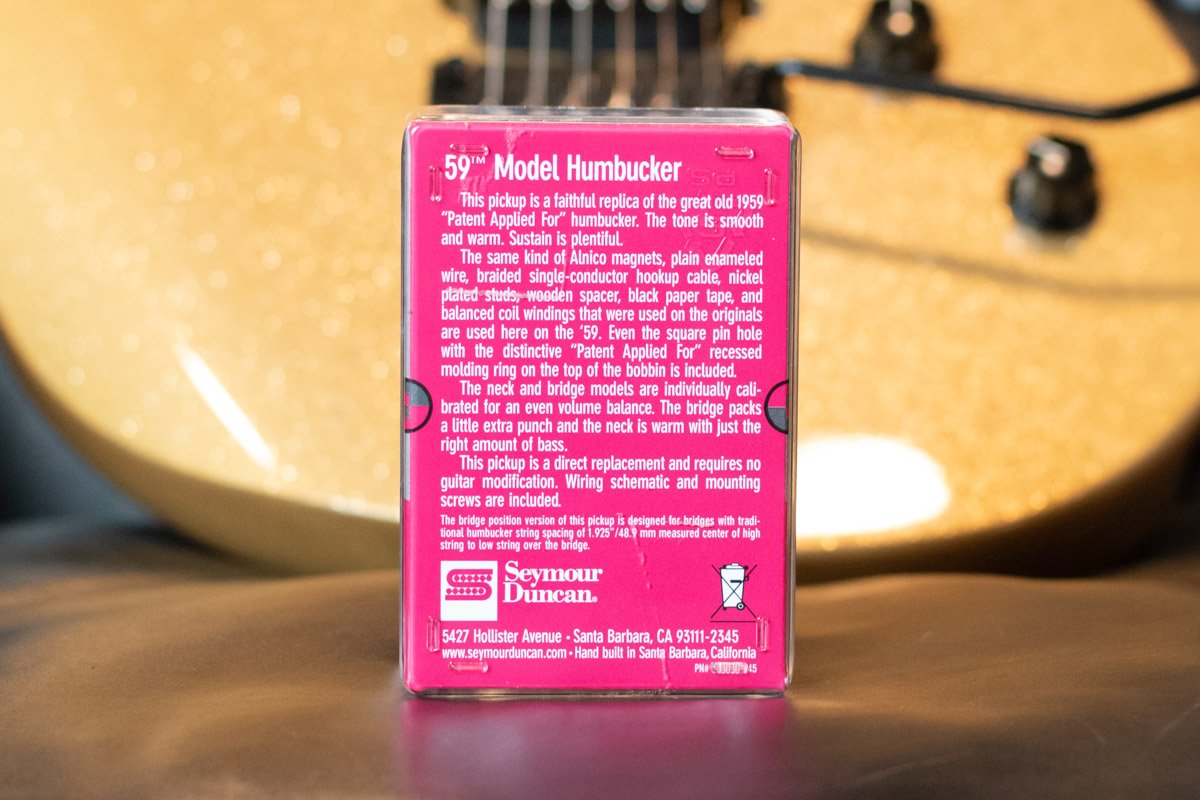 59™ Model Humbucker
This pickup is a faithful replica of the great old 1959
“Patent Applied For” humbucker. The tone is smooth
and warm. Sustain is plentiful.
The same kind of Alnico magnets, plain enameled
wire, braided single-conductor hookup cable, nickel
plated studs, wooden spacer, black paper tape, and
balanced coil windings that were used on the originals
are used here on the ‘59. Even the square pin hole
with the distinctive “Patent Applied For” recessed
molding ring on the top of the bobbin is included.
The neck and bridge models are individually cali-
brated for an even volume balance. The bridge packs
a little extra punch and the neck is warm with just the
right amount of bass.
This pickup is a direct replacement and requires no
guitar modification. Wiring schematic and mounting
screws are included.
The bridge position version of this pickup is designed for bridges with tradi-
tional humbucker string spacing of 1.925"/48.9 mm measured center of high
string to low string over the bridge.
Seymour
Duncan®
5427 Hollister Avenue • Santa Barbara, CA 93111-2345
www.seymourduncan.com • Hand built in Santa Barbara, California
PN#